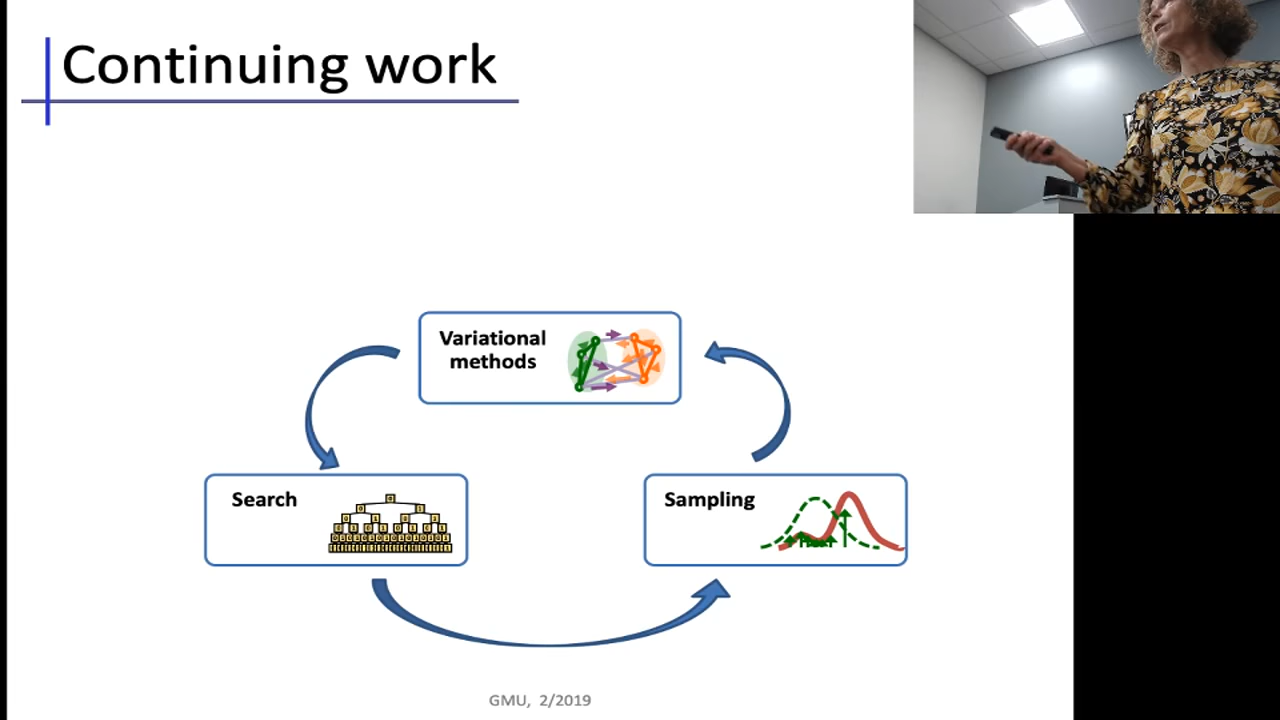 Continuing work
Variational
methods
Search
Sampling
GMU, 2/2019